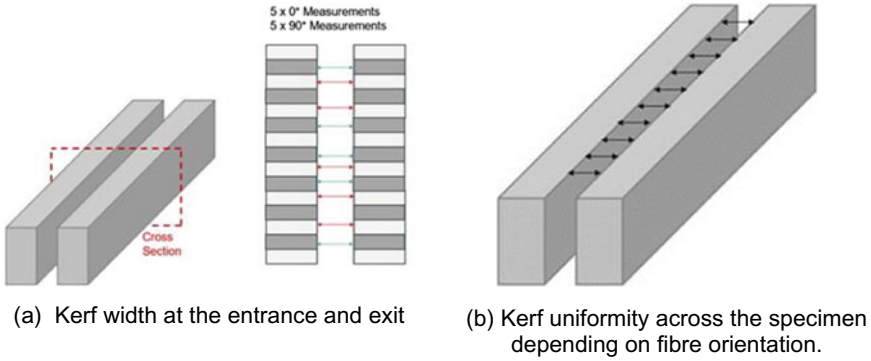 5 x 0° Measurements
5 x 90° Measurements
Cross
Section
(a) Kerf width at the entrance and exit
(b) Kerf uniformity across the specimen
depending on fibre orientation.